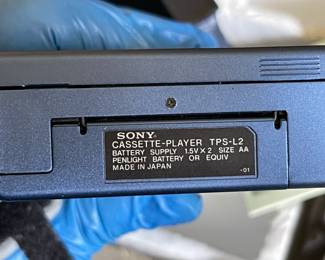 SONY
CASSETTE-PLAYER TPS-L2
BATTERY SUPPLY 1.5V×2 SIZE AA
PENLIGHT BATTERY OR EQUIV
MADE IN JAPAN
-01